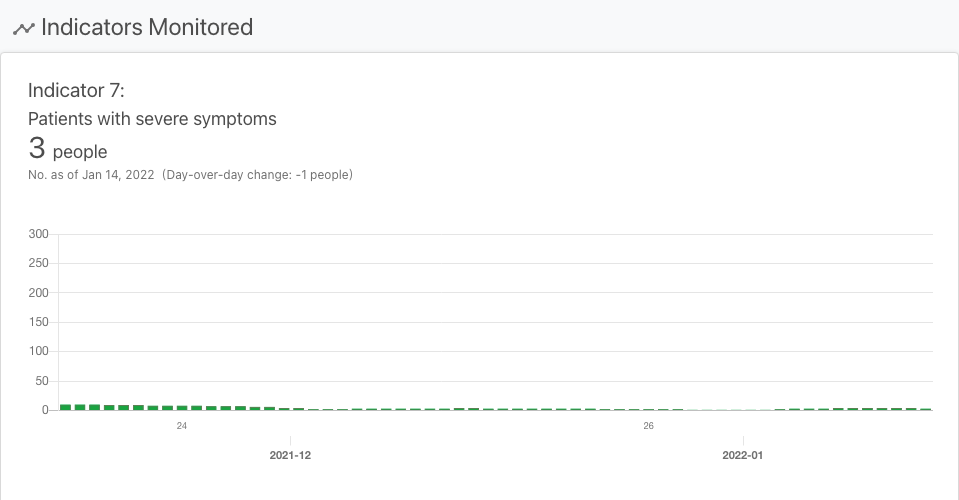 Indicators Monitored
Indicator 7:
Patients with severe symptoms
3 people
No. as of Jan 14, 2022 (Day-over-day change: -1 people)
300
250
200
150
100
50
0
24 26
2021-12 2022-01